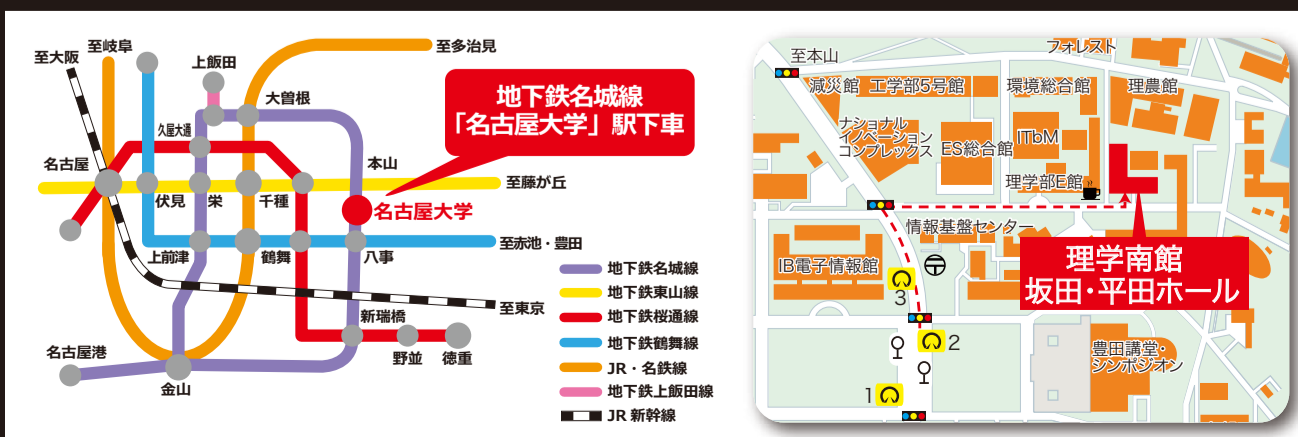 至大阪
至岐阜
上飯田
至多治見
大曽根
地下鉄名城線
「名古屋大学」駅下車
久屋大通
本山
名古屋
至藤が丘
伏見
栄
千種
名古屋大学
上前津
鶴舞
八事
至赤池・豊田
地下鉄名城線
地下鉄東山線
至東京
地下鉄桜通線
新瑞橋
地下鉄鶴舞線
名古屋港
野並
徳重
JR・名鉄線
金山
地下鉄上飯田線
JR 新幹線
至本山
フォレスト
減災館
工学部5号館
環境総合館
理農館
ナショナル
イノベーション
コンプレックス
ES総合館
ITbM
理学部E館
情報基盤センター
IB電子情報館
理学南館
坂田・平田ホール
3
2
豊田講堂・
シンポジオン
1